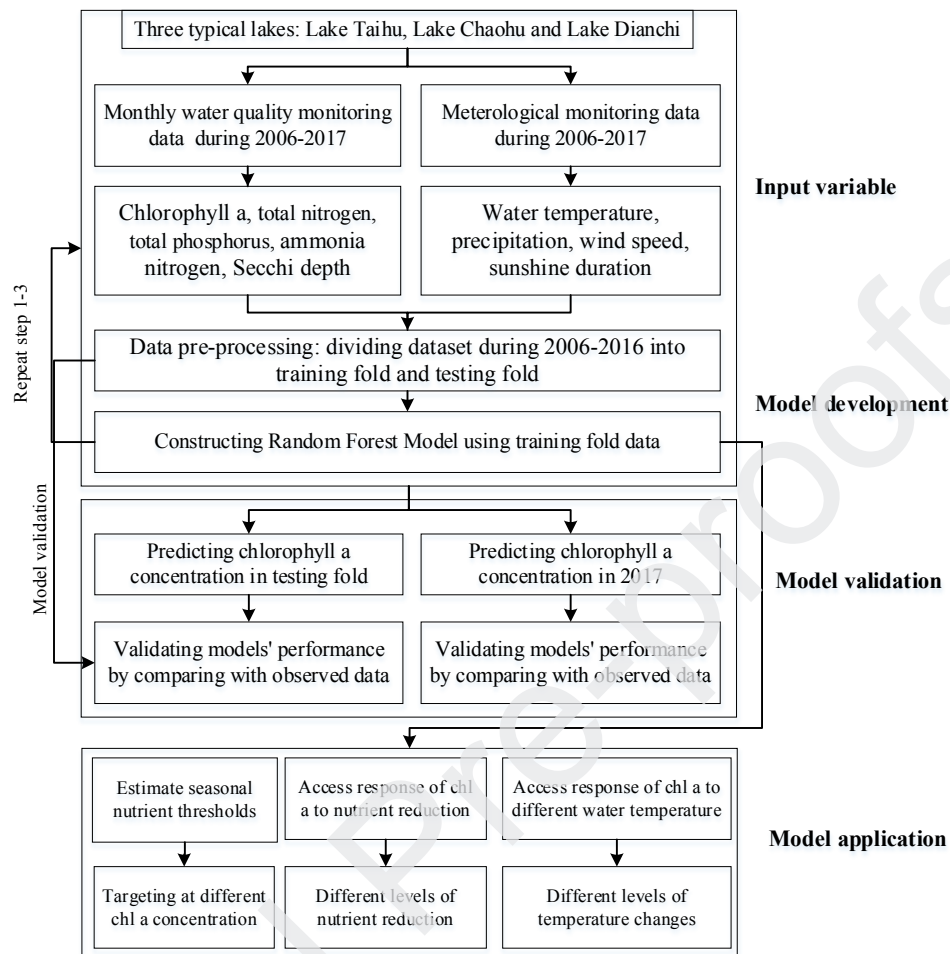 Three typical lakes: Lake Taihu, Lake Chaohu and Lake Dianchi
Monthly water quality monitoring
data during 2006-2017
Meterological monitoring data
during 2006-2017
Input variable
Chlorophyll a, total nitrogen,
total phosphorus, ammonia
nitrogen, Secchi depth
Water temperature,
precipitation, wind speed,
sunshine duration
Repeat step 1-3
Data pre-processing: dividing dataset during 2006-2016 into
training fold and testing fold
Model development
Constructing Random Forest Model using training fold data
Model validation
Predicting chlorophyll a
concentration in testing fold
Predicting chlorophyll a
concentration in 2017
Model validation
Validating models' performance
by comparing with observed data
Validating models' performance
by comparing with observed data
Estimate seasonal
nutrient thresholds
Access response of chl
a to nutrient reduction
Access response of chl a to
different water temperature
Model application
Targeting at different
chl a concentration
Different levels of
nutrient reduction
Different levels of
temperature changes
l Pre-proofs